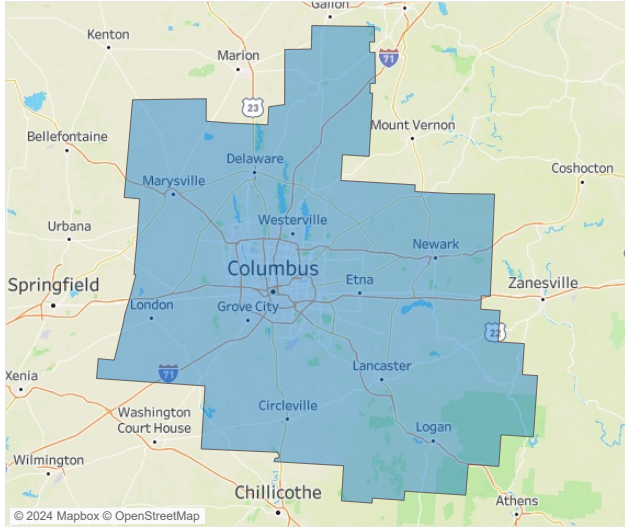 Galion
Kenton
Marion
71
23
Mount Vernon
Bellefontaine
Delaware
Coshocton
Marysville
Urbana
Westerville
Newark
Columbus
Springfield
Etna
Zanesville
London
Grove City
22
Xenia
71
Lancaster
Circleville
Washington
Court House
Logan
Wilmington
Chillicothe
Athens
© 2024 Mapbox © OpenStreetMap